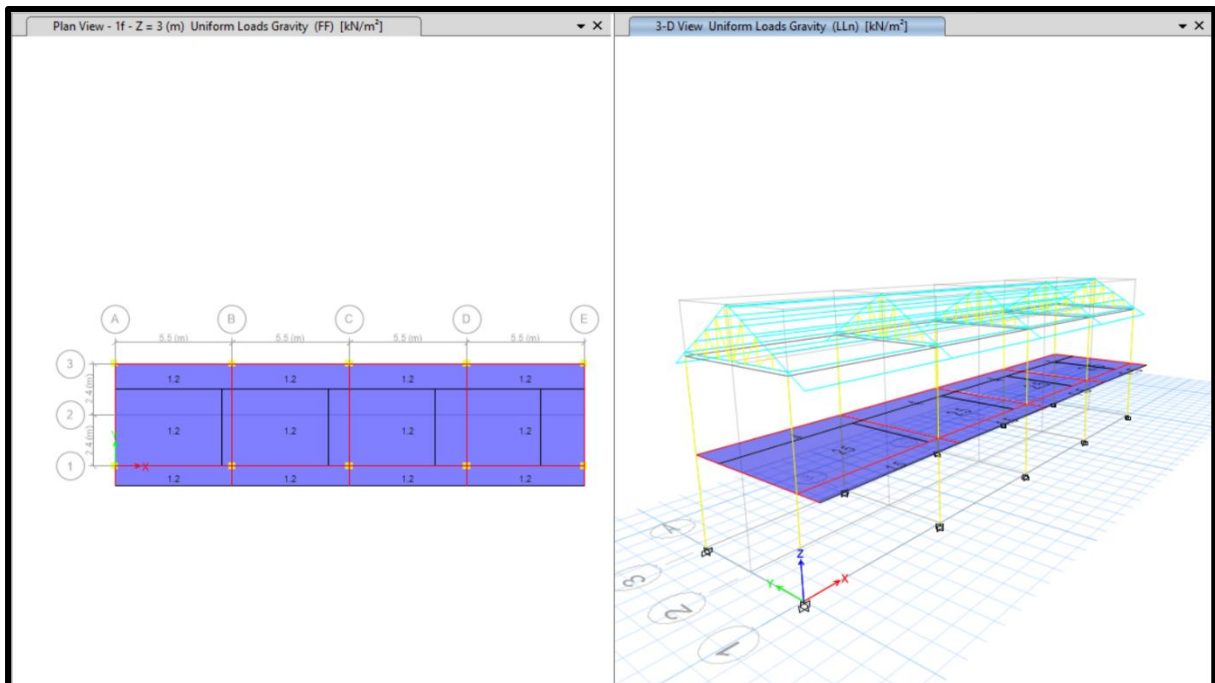 Plan View - 1f - Z = 3 (m) Uniform Loads Gravity (FF) [kN/m²]
A B C D E
5.5 (m) 5.5 (m) 5.5 (m) 5.5 (m)
3
1.2 1.2 1.2 1.2
2.4 (m)
2
1.2 1.2 1.2 1.2
2.4 (m)
Y
1
X
1.2 1.2 1.2 1.2
3-D View Uniform Loads Gravity (LLn) [kN/m²]
A
3
2
1
Z
Y
X